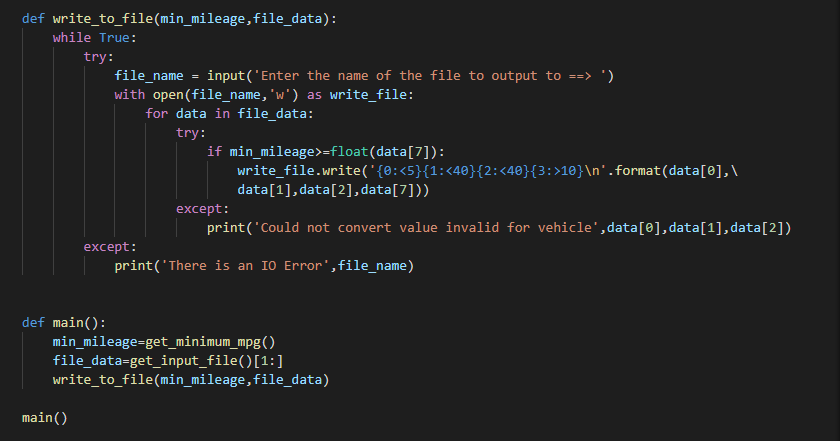 def write_to_file(min_mileage,file_data):
    while True:
        try:
            file_name = input('Enter the name of the file to output to ==> ')
            with open(file_name,'w') as write_file:
                for data in file_data:
                    try:
                        if min_mileage>=float(data[7]):
                            write_file.write('{0:<5}{1:<40}{2:<40}{3:>10}\n'.format(data[0],\
                            data[1],data[2],data[7]))
                    except:
                        print('Could not convert value invalid for vehicle',data[0],data[1],data[2])
        except:
            print('There is an IO Error',file_name)


def main():
    min_mileage=get_minimum_mpg()
    file_data=get_input_file()[1:]
    write_to_file(min_mileage,file_data)

main()